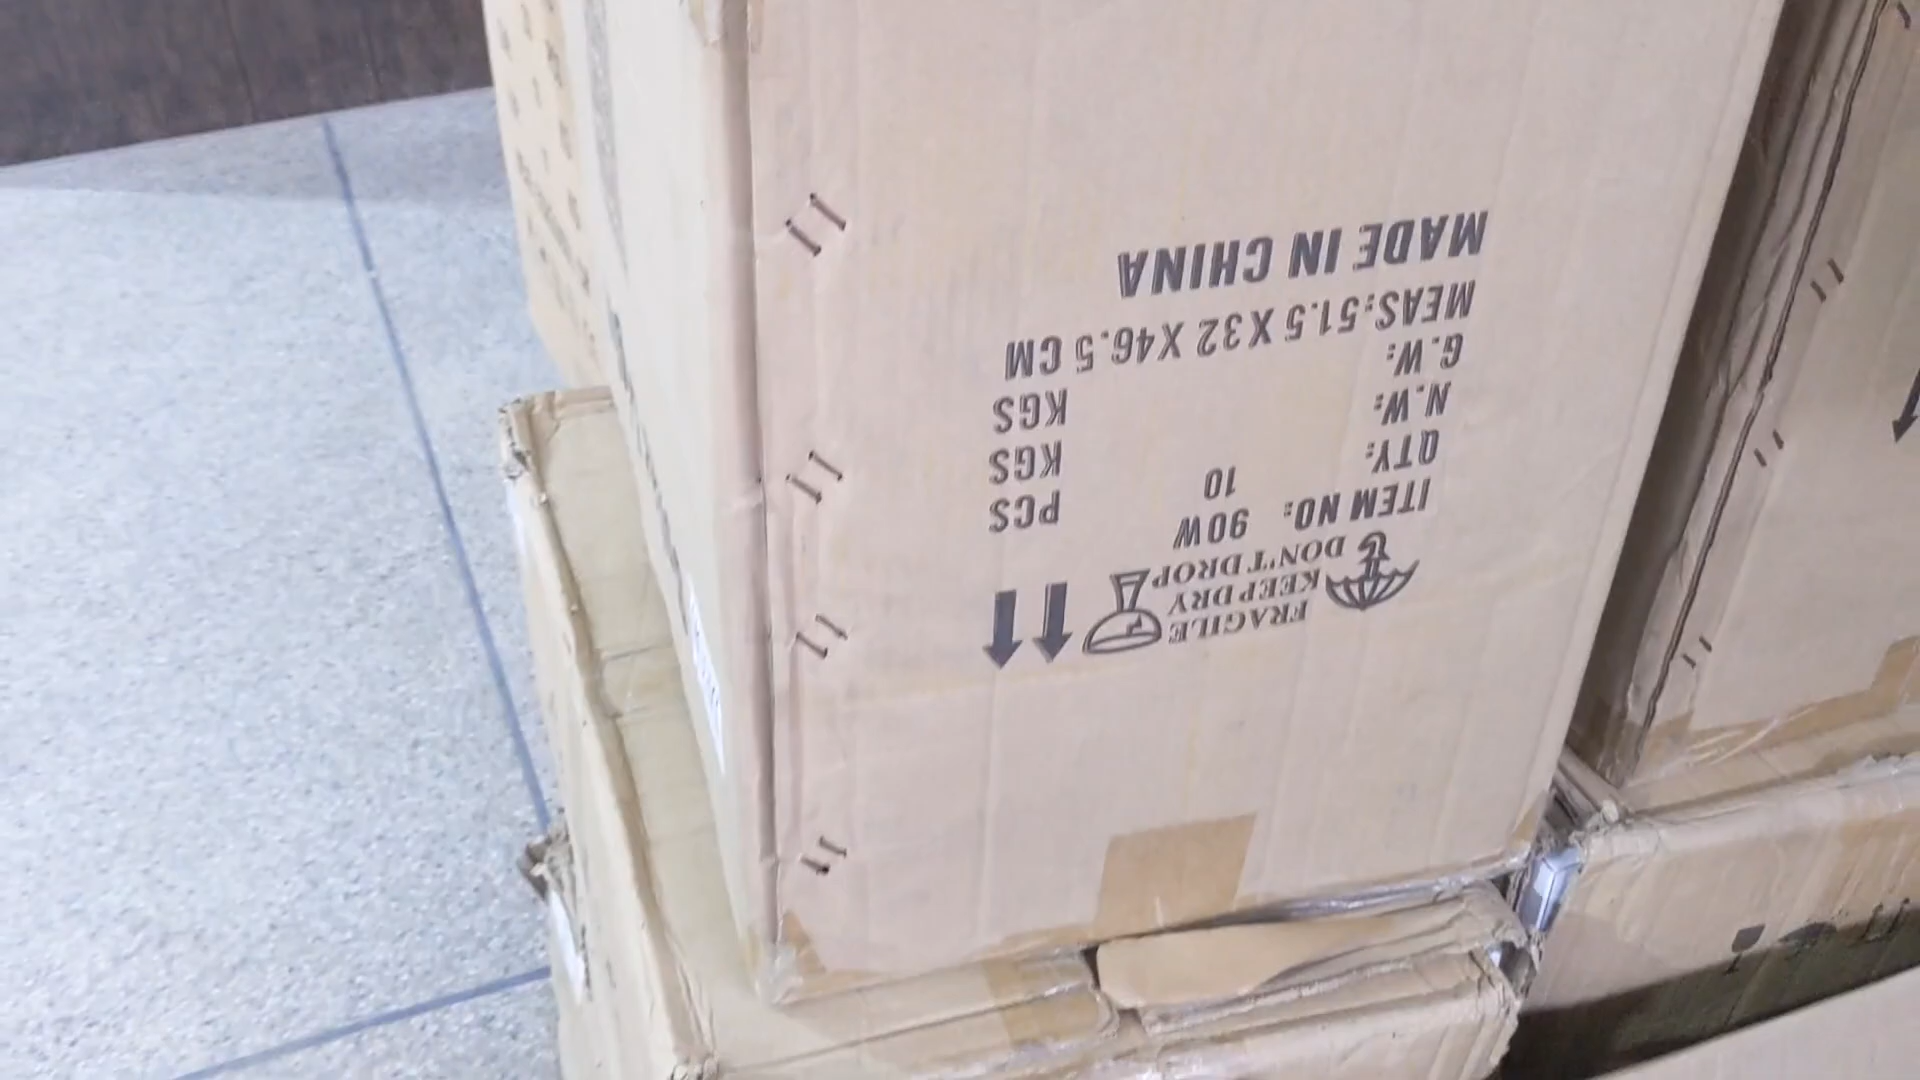 FRAGILE
KEEP DRY
DON'T DROP
ITEM NO: 90W
QTY: 10 PCS
N.W: KGS
G.W: KGS
MEAS:51.5 X32 X46.5 CM
MADE IN CHINA